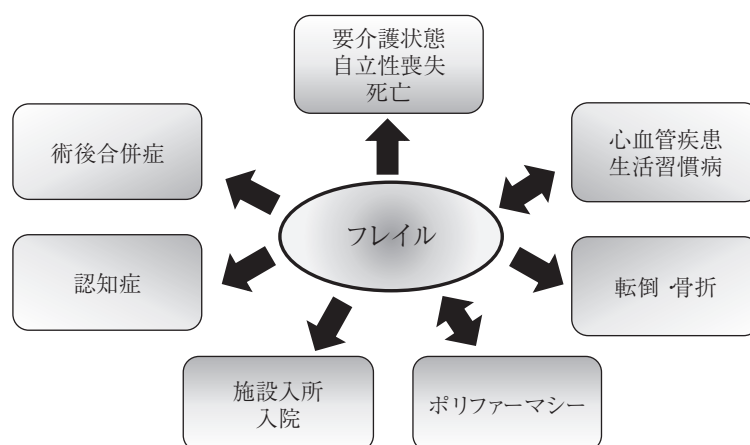 要介護状態
自立性喪失
死亡
術後合併症
心血管疾患
生活習慣病
フレイル
認知症
転倒・骨折
施設入所
入院
ポリファーマシー